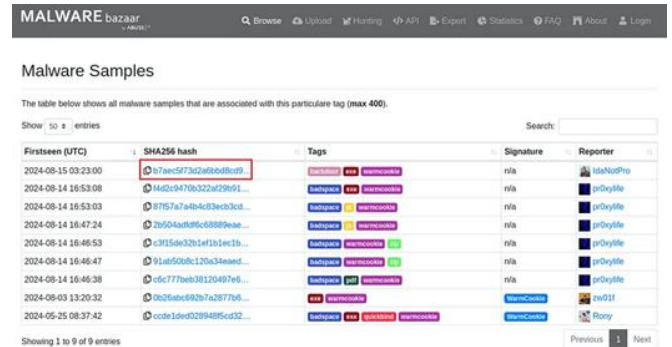 MALWARE bazaar
by ABUSE
Browse Upload Hunting API Export Statistics FAQ About Login
Malware Samples
The table below shows all malware samples that are associated with this particulare tag (max 400).
Show 50 entries Search:
Firstseen (UTC) SHA256 hash Tags Signature Reporter
2024-08-15 03:23:00 b7aec5f73d2a6bbd8cd9... backdoor exe warmcookie n/a IdaNotPro
2024-08-14 16:53:08 f4d2c9470b322af29b91... badspace exe warmcookie n/a pr0xylife
2024-08-14 16:53:03 87f57a7a4b4c83ecb3cd... badspace js warmcookie n/a pr0xylife
2024-08-14 16:47:24 2b504adfdf6c68889eae... badspace js warmcookie n/a pr0xylife
2024-08-14 16:46:53 c3f15de32b1ef1b1ec1b... badspace warmcookie zip n/a pr0xylife
2024-08-14 16:46:47 91ab50b8c120a34eaed... badspace warmcookie zip n/a pr0xylife
2024-08-14 16:46:38 c6c777beb38120497e6... badspace pdf warmcookie n/a pr0xylife
2024-08-03 13:20:32 0b26abc692b7a2877b6... exe warmcookie WarmCookie zw01f
2024-05-25 08:37:42 ccde1ded028948f5cd32... badspace exe quickbind warmcookie WarmCookie Rony
Showing 1 to 9 of 9 entries Previous 1 Next